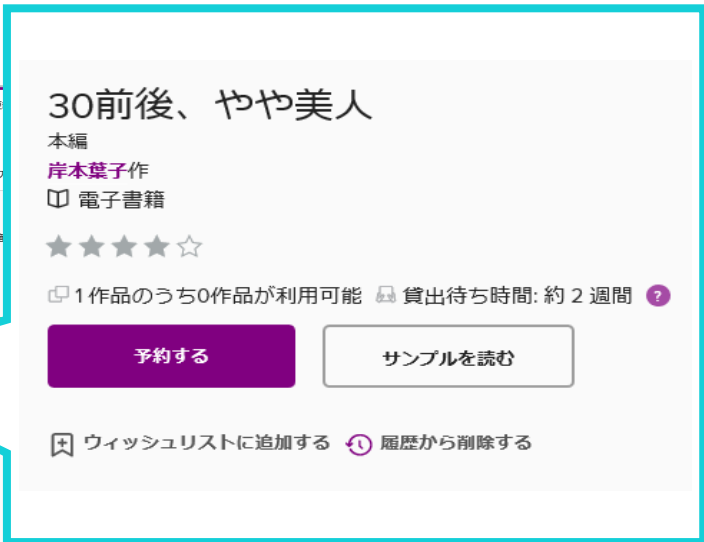 30前後、やや美人
本編
岸本葉子作
電子書籍
1作品のうち0作品が利用可能 貸出待ち時間: 約 2 週間 ?
予約する サンプルを読む
ウィッシュリストに追加する 履歴から削除する